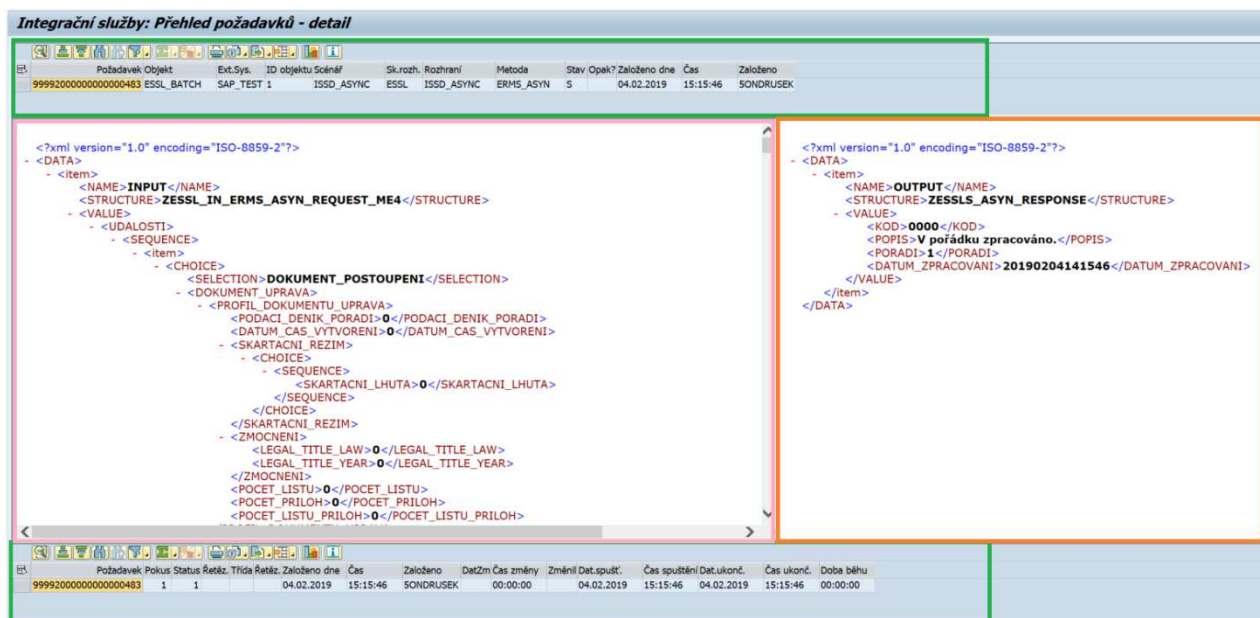 Integrační služby: Přehled požadavků - detail
Požadavek Objekt Ext.Sys. ID objektu Scénář Sk.rozh. Rozhraní Metoda Stav Opak? Založeno dne Čas Založeno
99992000000000000483 ESSL_BATCH SAP_TEST 1 ISSD_ASYNC ESSL ISSD_ASYNC ERMS_ASYN S 04.02.2019 15:15:46 5ONDRUSEK
<?xml version="1.0" encoding="ISO-8859-2"?>
- <DATA>
- <item>
<NAME>INPUT</NAME>
<STRUCTURE>ZESSL_IN_ERMS_ASYN_REQUEST_ME4</STRUCTURE>
- <VALUE>
- <UDALOSTI>
- <SEQUENCE>
- <item>
- <CHOICE>
<SELECTION>DOKUMENT_POSTOUPENI</SELECTION>
- <DOKUMENT_UPRAVA>
- <PROFIL_DOKUMENTU_UPRAVA>
<PODACI_DENIK_PORADI>0</PODACI_DENIK_PORADI>
<DATUM_CAS_VYTVORENI>0</DATUM_CAS_VYTVORENI>
- <SKARTACNI_REZIM>
- <CHOICE>
- <SEQUENCE>
<SKARTACNI_LHUTA>0</SKARTACNI_LHUTA>
</SEQUENCE>
</CHOICE>
</SKARTACNI_REZIM>
- <ZMOCNENI>
<LEGAL_TITLE_LAW>0</LEGAL_TITLE_LAW>
<LEGAL_TITLE_YEAR>0</LEGAL_TITLE_YEAR>
</ZMOCNENI>
<POCET_LISTU>0</POCET_LISTU>
<POCET_PRILOH>0</POCET_PRILOH>
<POCET_LISTU_PRILOH>0</POCET_LISTU_PRILOH>
<?xml version="1.0" encoding="ISO-8859-2"?>
- <DATA>
- <item>
<NAME>OUTPUT</NAME>
<STRUCTURE>ZESSLS_ASYN_RESPONSE</STRUCTURE>
- <VALUE>
<KOD>0000</KOD>
<POPIS>V pořádku zpracováno.</POPIS>
<PORADI>1</PORADI>
<DATUM_ZPRACOVANI>20190204141546</DATUM_ZPRACOVANI>
</VALUE>
</item>
</DATA>
Požadavek Pokus Status Řetěz. Třída Řetěz. Založeno dne Čas Založeno DatZm Čas změny Změnil Dat.spušť. Čas spuštění Dat.ukonč. Čas ukonč. Doba běhu
99992000000000000483 1 1 04.02.2019 15:15:46 5ONDRUSEK 00:00:00 04.02.2019 15:15:46 04.02.2019 15:15:46 00:00:00